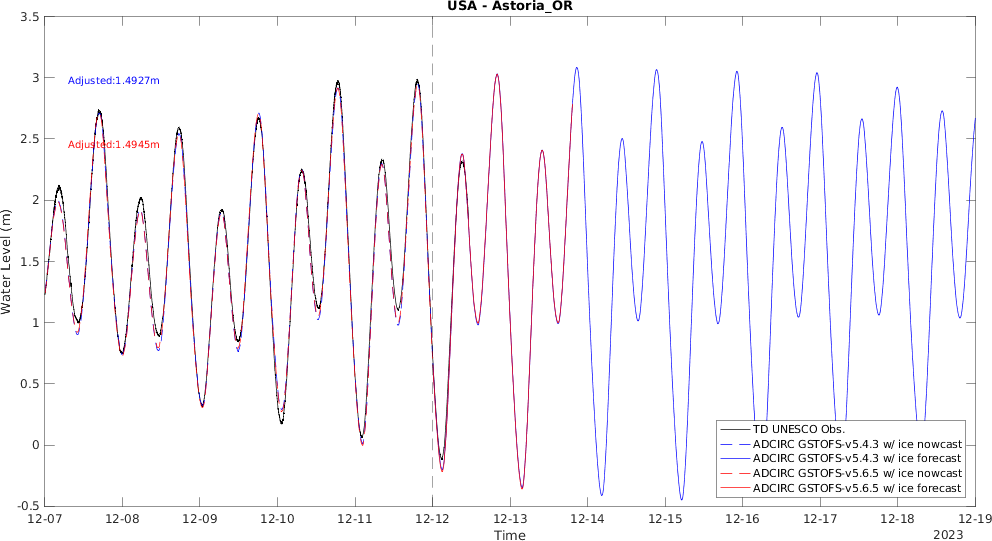 USA - Astoria_OR
3.5
3
2.5
2
1.5
1
0.5
0
-0.5
Water Level (m)
Adjusted:1.4927m
Adjusted:1.4945m
TD UNESCO Obs.
ADCIRC GSTOFS-v5.4.3 w/ ice nowcast
ADCIRC GSTOFS-v5.4.3 w/ ice forecast
ADCIRC GSTOFS-v5.6.5 w/ ice nowcast
ADCIRC GSTOFS-v5.6.5 w/ ice forecast
12-07 12-08 12-09 12-10 12-11 12-12 12-13 12-14 12-15 12-16 12-17 12-18 12-19
Time
2023